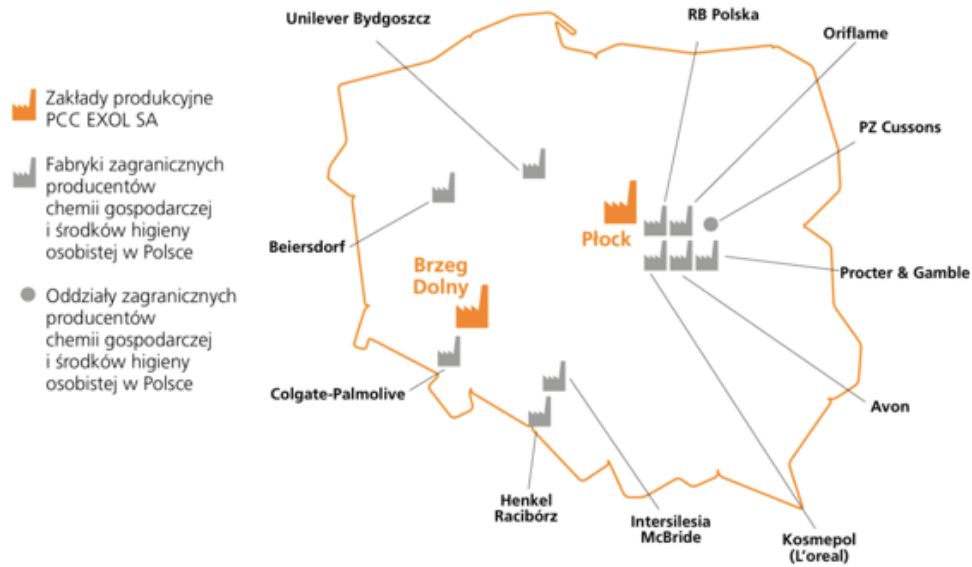 Zakłady produkcyjne
PCC EXOL SA
Fabryki zagranicznych
producentów
chemii gospodarczej
i środków higieny
osobistej w Polsce
Oddziały zagranicznych
producentów
chemii gospodarczej
i środków higieny
osobistej w Polsce
Unilever Bydgoszcz
RB Polska
Oriflame
PZ Cussons
Beiersdorf
Płock
Procter & Gamble
Brzeg
Dolny
Colgate-Palmolive
Avon
Henkel
Racibórz
Intersilesia
McBride
Kosmepol
(L'oreal)